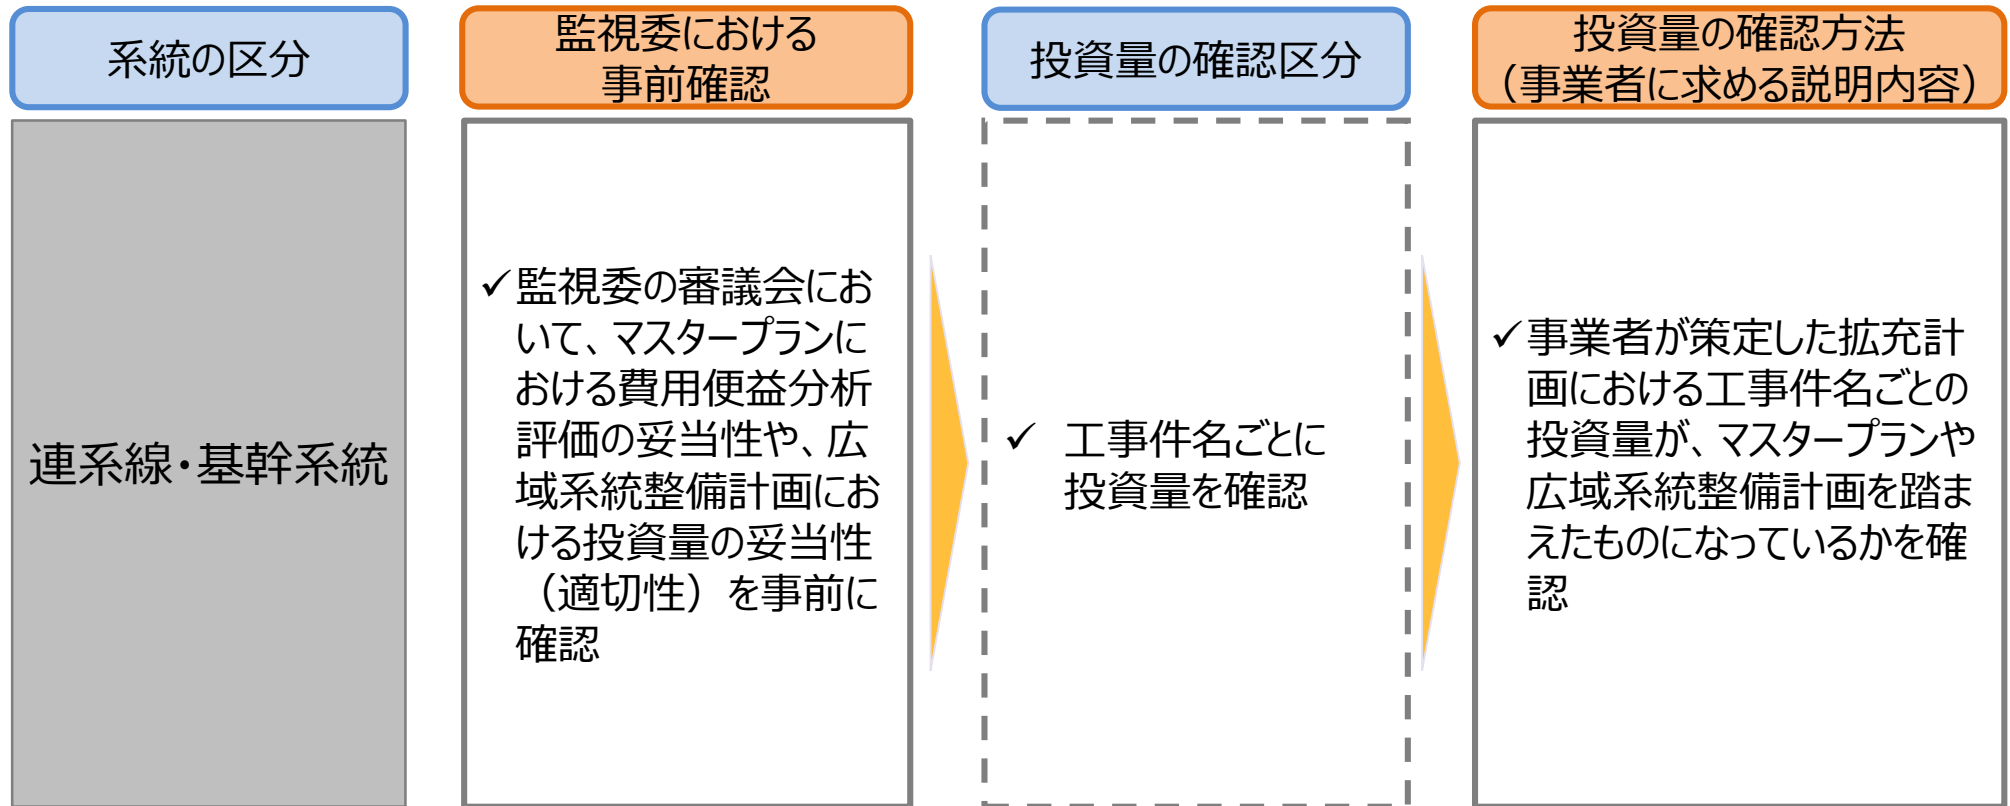 系統の区分
監視委における
事前確認
投資量の確認区分
投資量の確認方法
（事業者に求める説明内容）
連系線・基幹系統
✓監視委の審議会にお
いて、マスタープランに
おける費用便益分析
評価の妥当性や、広
域系統整備計画にお
ける投資量の妥当性
（適切性）を事前に
確認
✓ 工事件名ごとに
投資量を確認
✓事業者が策定した拡充計
画における工事件名ごとの
投資量が、マスタープランや
広域系統整備計画を踏ま
えたものになっているかを確
認